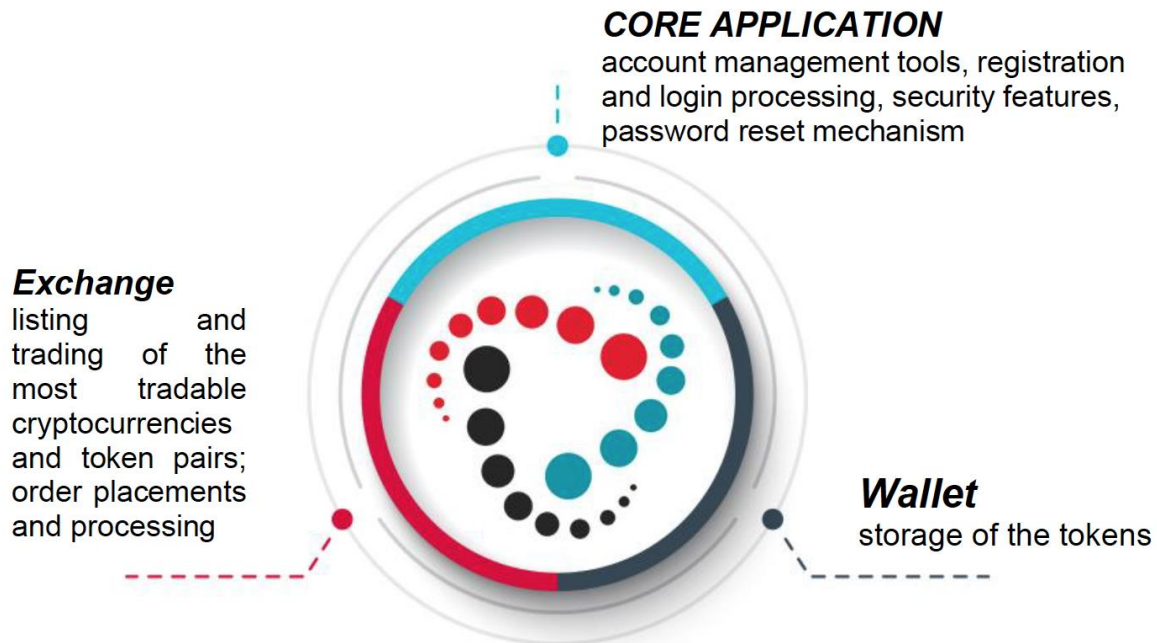 CORE APPLICATION
account management tools, registration
and login processing, security features,
password reset mechanism
Exchange
listing and
trading of the
most tradable
cryptocurrencies
and token pairs;
order placements
and processing
Wallet
storage of the tokens